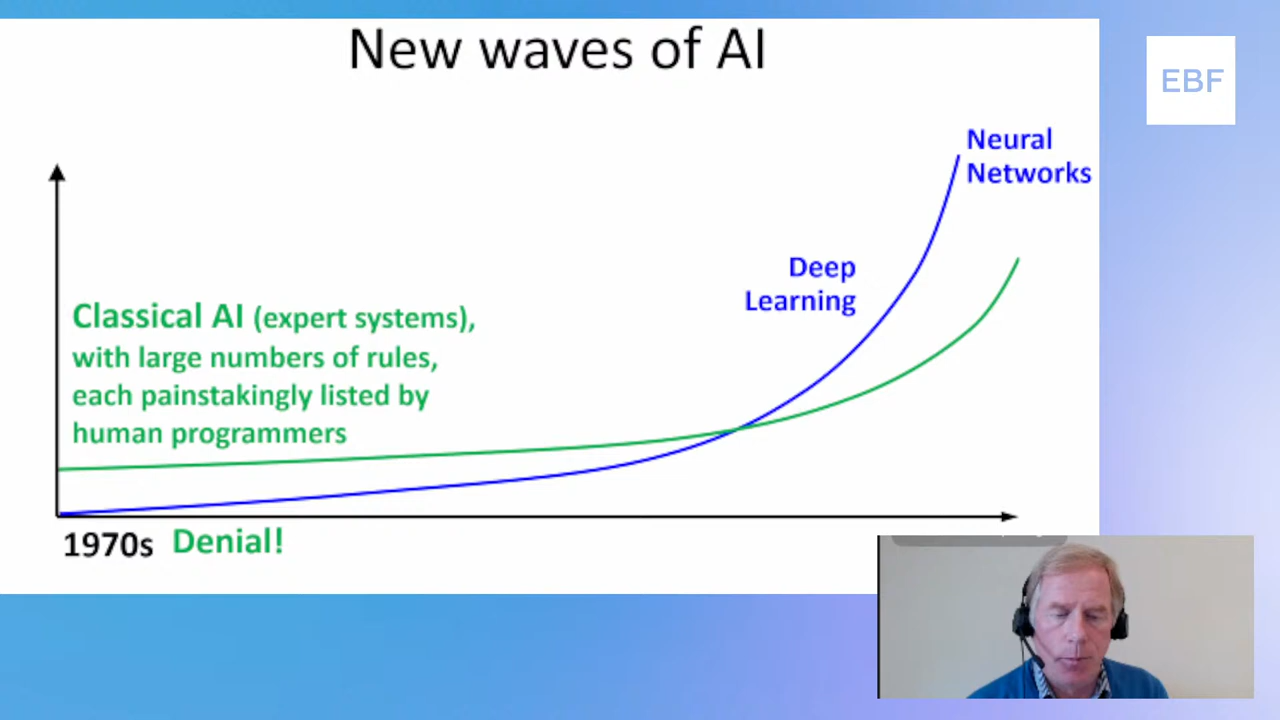 New waves of AI
EBF
Neural
Networks
Deep
Learning
Classical AI (expert systems),
with large numbers of rules,
each painstakingly listed by
human programmers
1970s Denial!